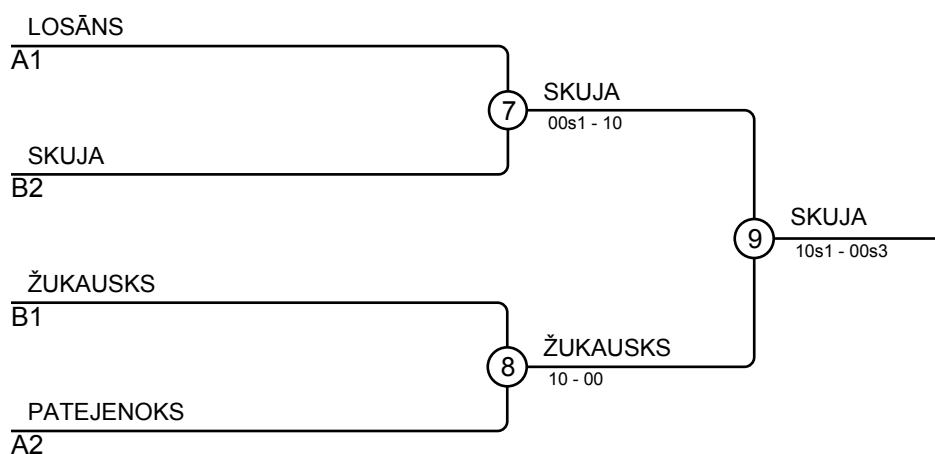 LOSĀNS
A1
7
SKUJA
00s1 - 10
SKUJA
B2
9
SKUJA
10s1 - 00s3
ŽUKAUSKS
B1
8
ŽUKAUSKS
10 - 00
PATEJENOKS
A2